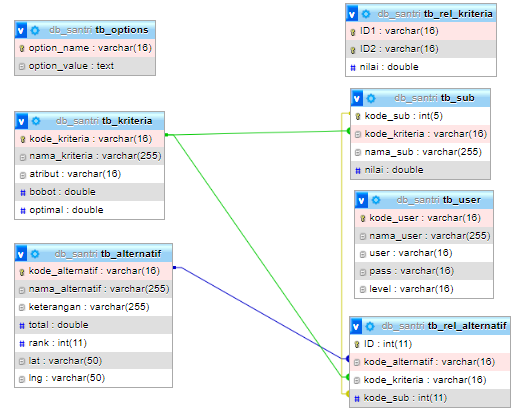 db_santri tb_options
option_name : varchar(16)
option_value : text
db_santri tb_kriteria
kode_kriteria : varchar(16)
nama_kriteria : varchar(255)
atribut : varchar(16)
bobot : double
optimal : double
db_santri tb_alternatif
kode_alternatif : varchar(16)
nama_alternatif : varchar(255)
keterangan : varchar(255)
total : double
rank : int(11)
lat : varchar(50)
lng : varchar(50)
db_santri tb_rel_kriteria
ID1 : varchar(16)
ID2 : varchar(16)
nilai : double
db_santri tb_sub
kode_sub : int(5)
kode_kriteria : varchar(16)
nama_sub : varchar(255)
nilai : double
db_santri tb_user
kode_user : varchar(16)
nama_user : varchar(255)
user : varchar(16)
pass : varchar(16)
level : varchar(16)
db_santri tb_rel_alternatif
ID : int(11)
kode_alternatif : varchar(16)
kode_kriteria : varchar(16)
kode_sub : int(11)